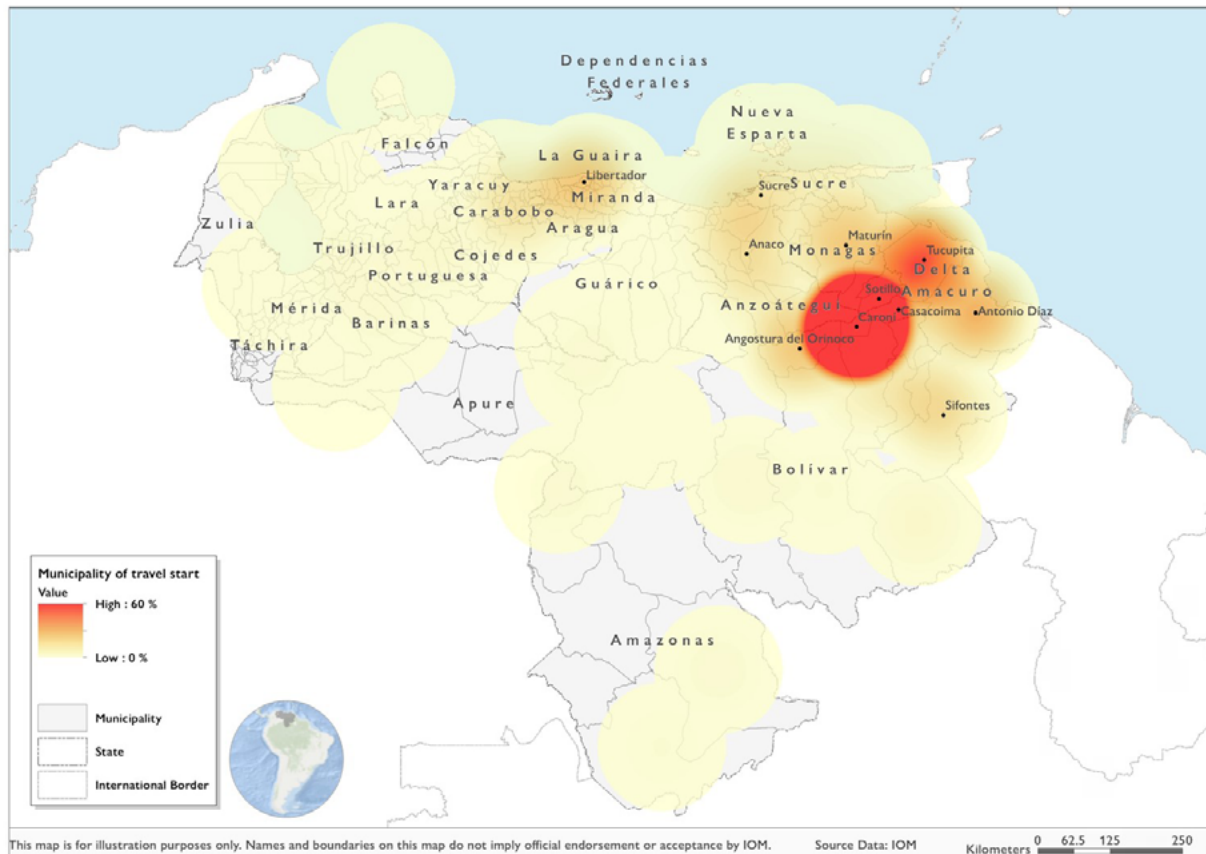 Dependencias
Federales
Nueva
Esparta
Falcón
La Guaira
Libertador
Yaracuy
Sucre
Sucre
Lara
Carabobo
Miranda
Zulia
Aragua
Trujillo
Cojedes
Anaco
Maturín
Monagas
Tucupita
Delta
Amacuro
Portuguesa
Guárico
Sotillo
Mérida
Barinas
Anzoátegui
Casacoima
Antonio Díaz
Caroní
Táchira
Angostura del Orinoco
Apure
Sifontes
Bolívar
Amazonas
Municipality of travel start
Value
High : 60 %
Low : 0 %
Municipality
State
International Border
This map is for illustration purposes only. Names and boundaries on this map do not imply official endorsement or acceptance by IOM.
Source Data: IOM
Kilometers
0 62.5 125 250